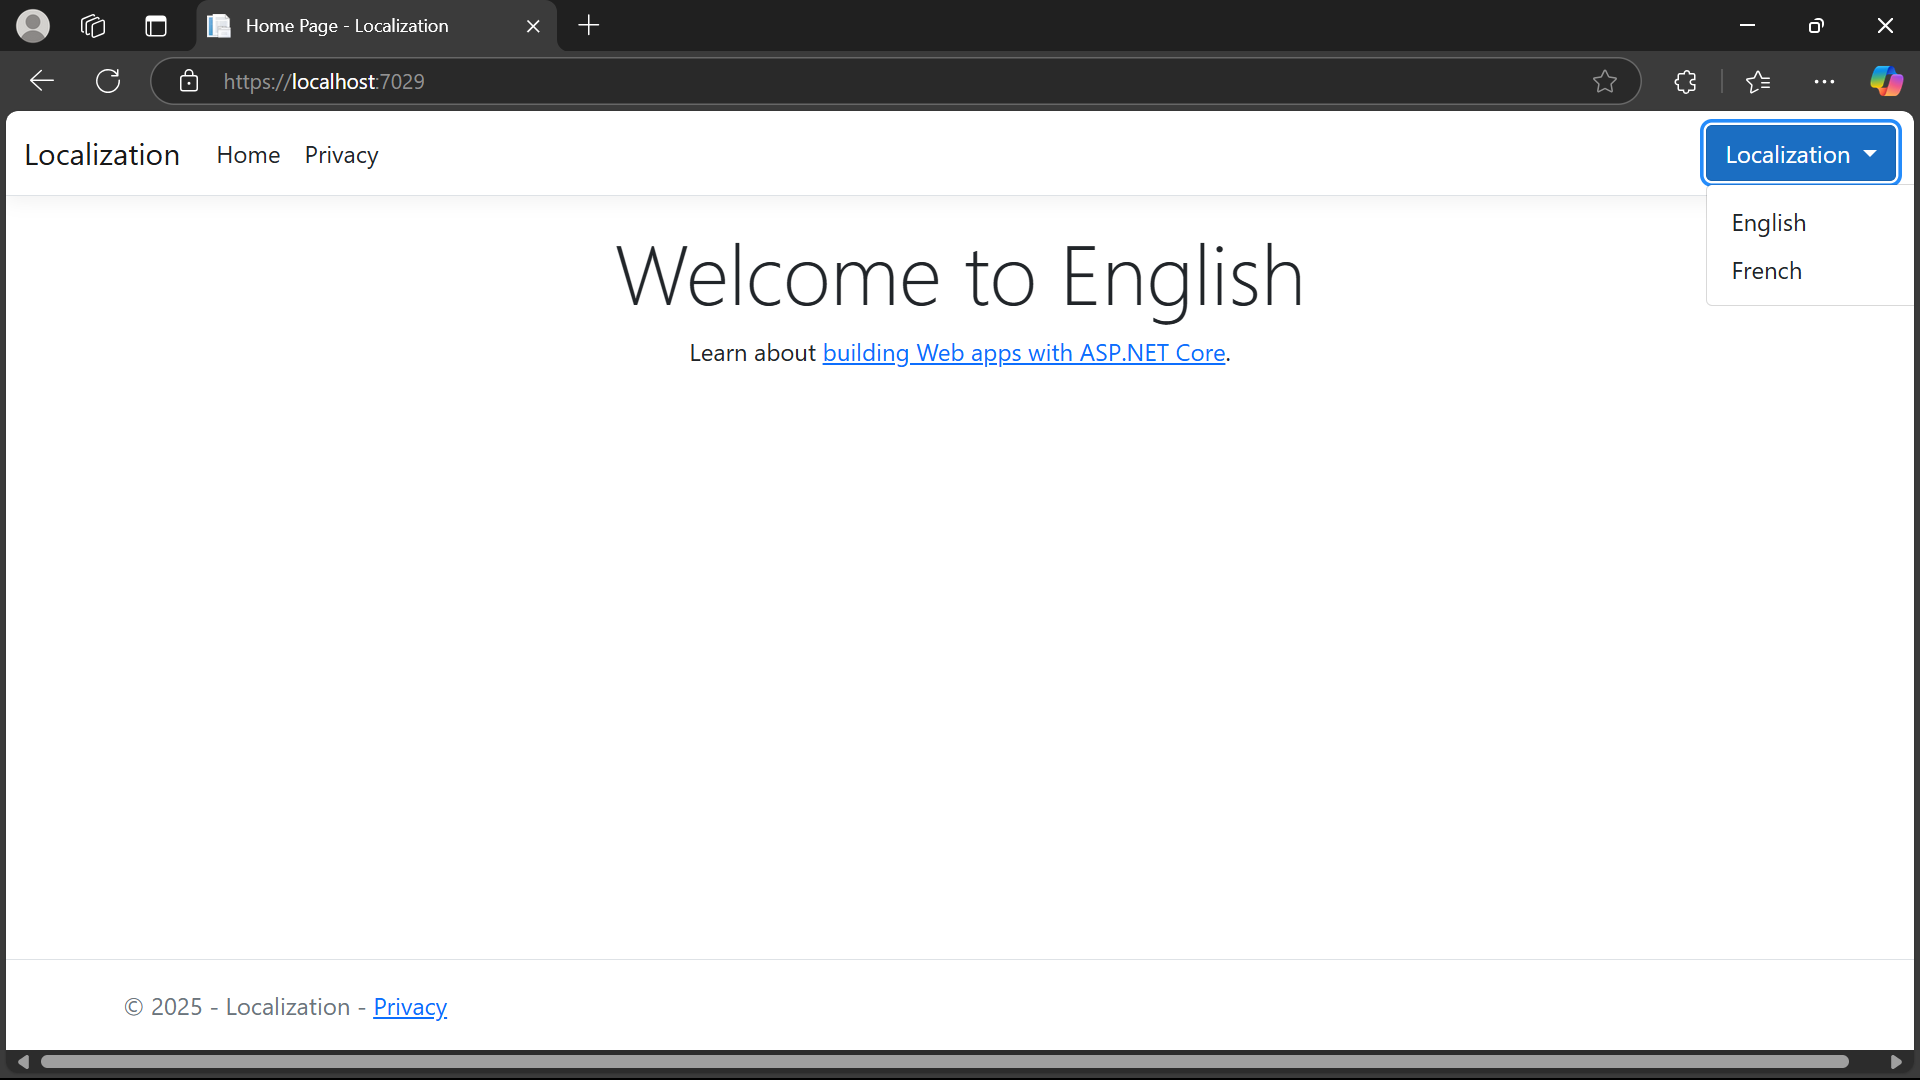 Home Page - Localization
https://localhost:7029
Localization Home Privacy Localization
English
French
Welcome to English
Learn about building Web apps with ASP.NET Core.
© 2025 - Localization - Privacy